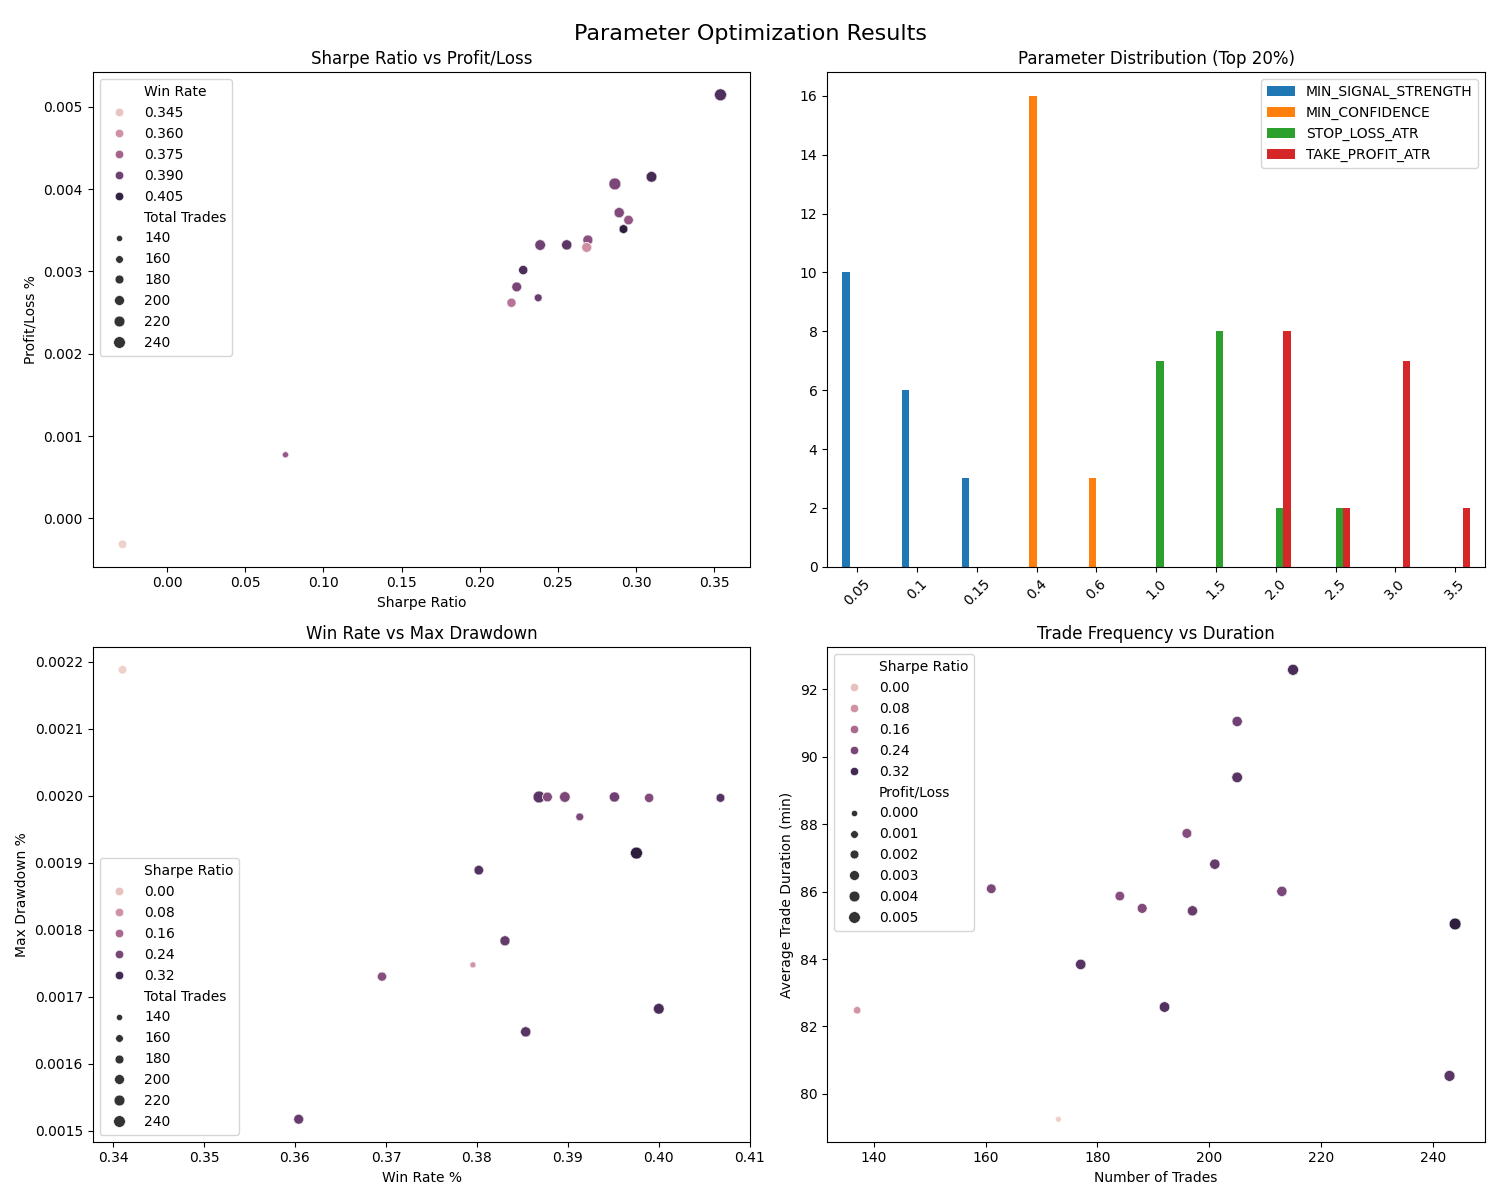 Parameter Optimization Results
Sharpe Ratio vs Profit/Loss
Profit/Loss %
0.005
0.004
0.003
0.002
0.001
0.000
Win Rate
0.345
0.360
0.375
0.390
0.405
Total Trades
140
160
180
200
220
240
0.00 0.05 0.10 0.15 0.20 0.25 0.30 0.35
Sharpe Ratio
Parameter Distribution (Top 20%)
16
14
12
10
8
6
4
2
0
MIN_SIGNAL_STRENGTH
MIN_CONFIDENCE
STOP_LOSS_ATR
TAKE_PROFIT_ATR
0.05 0.1 0.15 0.4 0.6 1.0 1.5 2.0 2.5 3.0 3.5
Win Rate vs Max Drawdown
Max Drawdown %
0.0022
0.0021
0.0020
0.0019
0.0018
0.0017
0.0016
0.0015
Sharpe Ratio
0.00
0.08
0.16
0.24
0.32
Total Trades
140
160
180
200
220
240
0.34 0.35 0.36 0.37 0.38 0.39 0.40 0.41
Win Rate %
Trade Frequency vs Duration
Average Trade Duration (min)
92
90
88
86
84
82
80
Sharpe Ratio
0.00
0.08
0.16
0.24
0.32
Profit/Loss
0.000
0.001
0.002
0.003
0.004
0.005
140 160 180 200 220 240
Number of Trades